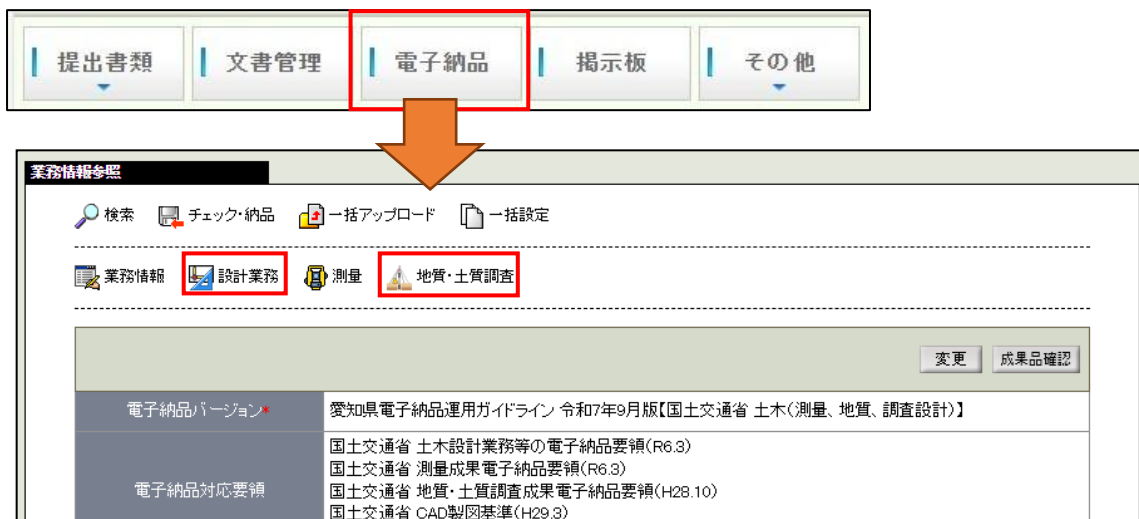 提出書類 文書管理 電子納品 掲示板 その他
業務情報参照
検索 チェック・納品 一括アップロード 一括設定
業務情報 設計業務 測量 地質・土質調査
変更 成果品確認
電子納品バージョン* 愛知県電子納品運用ガイドライン 令和7年9月版【国土交通省 土木(測量、地質、調査設計)】
国土交通省 土木設計業務等の電子納品要領(R6.3)
国土交通省 測量成果電子納品要領(R6.3)
電子納品対応要領 国土交通省 地質・土質調査成果電子納品要領(H28.10)
国土交通省 CAD製図基準(H29.3)